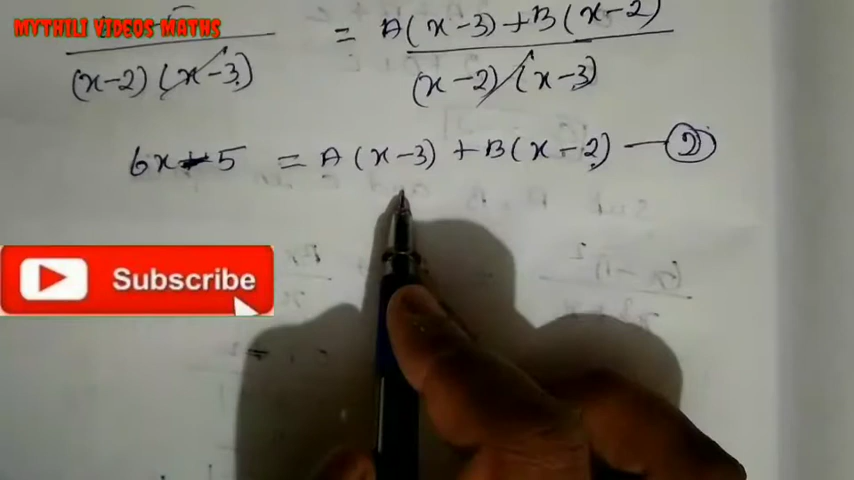 MYTHILI VIDEOS MATHS
= A(x-3)+B(x-2)
(x-2)(x-3) (x-2)(x-3)
6x-5 = A(x-3) + B(x-2) — 2
Subscribe